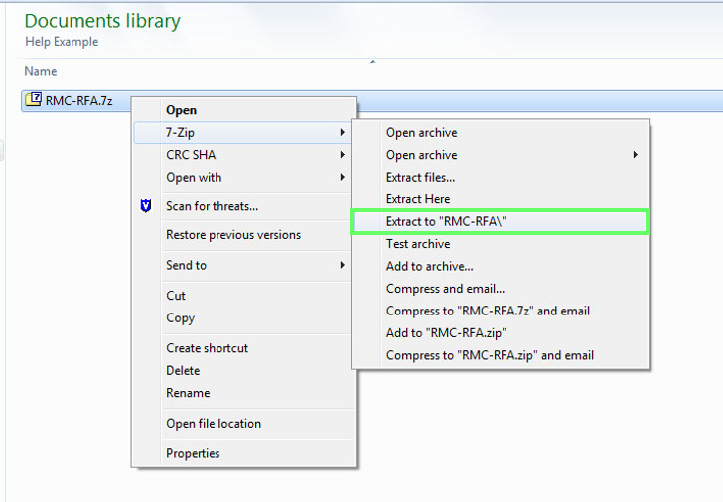 Documents library
Help Example
Name
RMC-RFA.7z
Open
7-Zip
CRC SHA
Open with
Scan for threats...
Restore previous versions
Send to
Cut
Copy
Create shortcut
Delete
Rename
Open file location
Properties
Open archive
Open archive
Extract files...
Extract Here
Extract to "RMC-RFA\"
Test archive
Add to archive...
Compress and email...
Compress to "RMC-RFA.7z" and email
Add to "RMC-RFA.zip"
Compress to "RMC-RFA.zip" and email